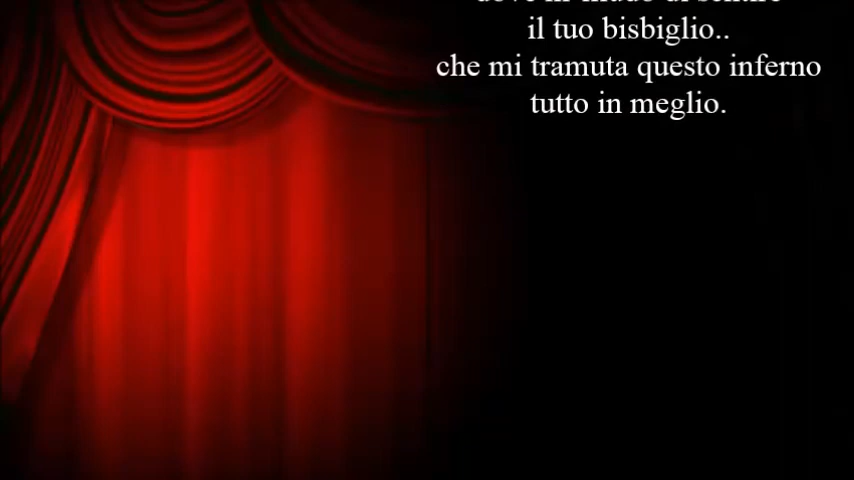 il tuo bisbiglio..
che mi tramuta questo inferno
tutto in meglio.